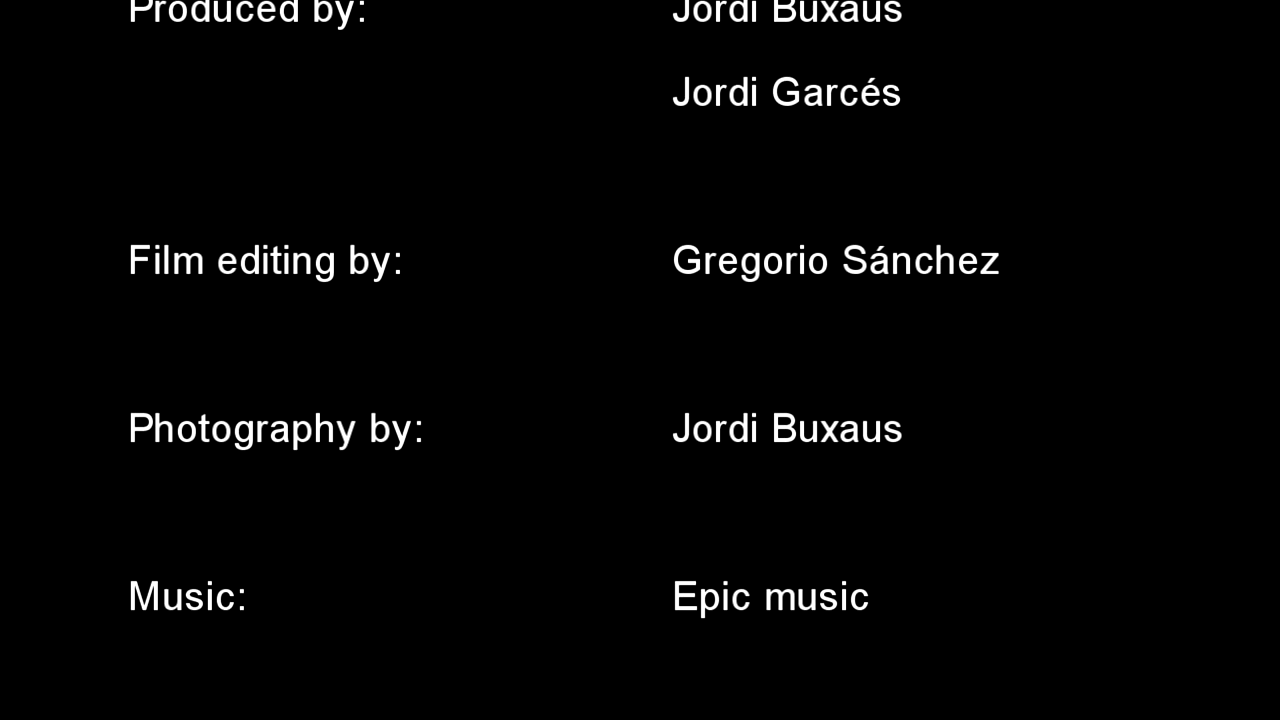 Produced by: Jordi Buxaus
Jordi Garcés
Film editing by: Gregorio Sánchez
Photography by: Jordi Buxaus
Music: Epic music